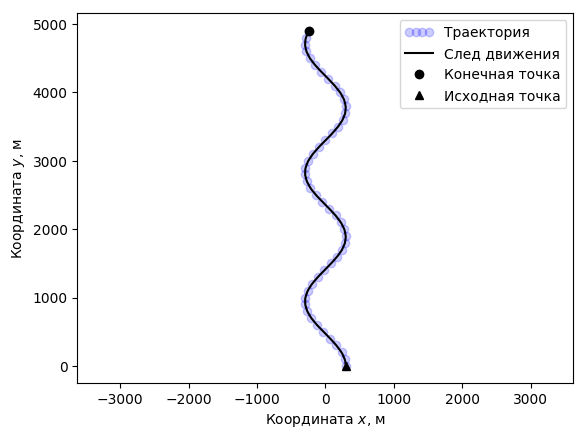 5000
4000
3000
2000
1000
0
Координата y, м
Траектория
След движения
Конечная точка
Исходная точка
−3000 −2000 −1000 0 1000 2000 3000
Координата x, м